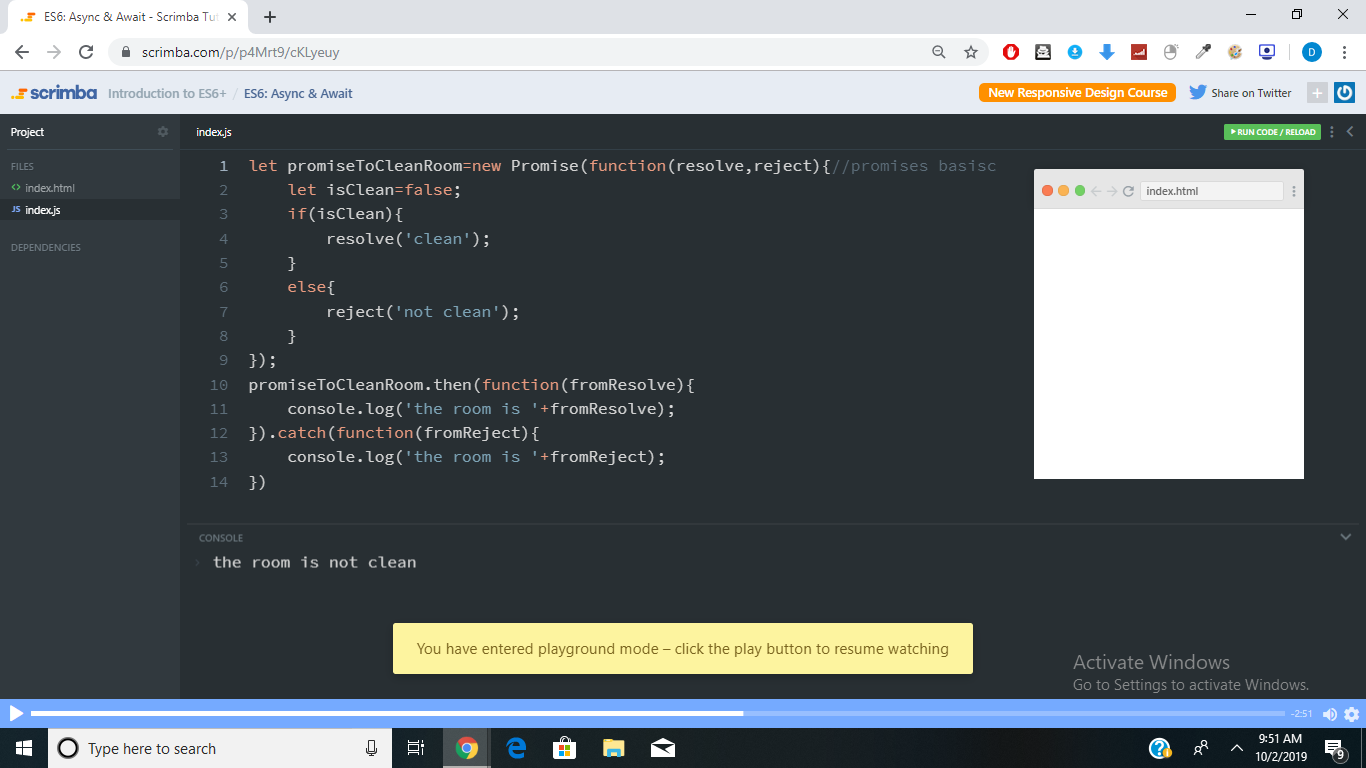 ES6: Async & Await - Scrimba Tut
scrimba.com/p/p4Mrt9/cKLyeuy
D
scrimba Introduction to ES6+ / ES6: Async & Await New Responsive Design Course Share on Twitter
Project index.js RUN CODE / RELOAD
FILES
index.html
JS index.js
DEPENDENCIES
1 let promiseToCleanRoom=new Promise(function(resolve,reject){//promises basisc
2 let isClean=false;
3 if(isClean){
4 resolve('clean');
5 }
6 else{
7 reject('not clean');
8 }
9 });
10 promiseToCleanRoom.then(function(fromResolve){
11 console.log('the room is '+fromResolve);
12 }).catch(function(fromReject){
13 console.log('the room is '+fromReject);
14 })
index.html
CONSOLE
the room is not clean
You have entered playground mode – click the play button to resume watching
Activate Windows
Go to Settings to activate Windows.
-2:51
Type here to search
9:51 AM
10/2/2019
9